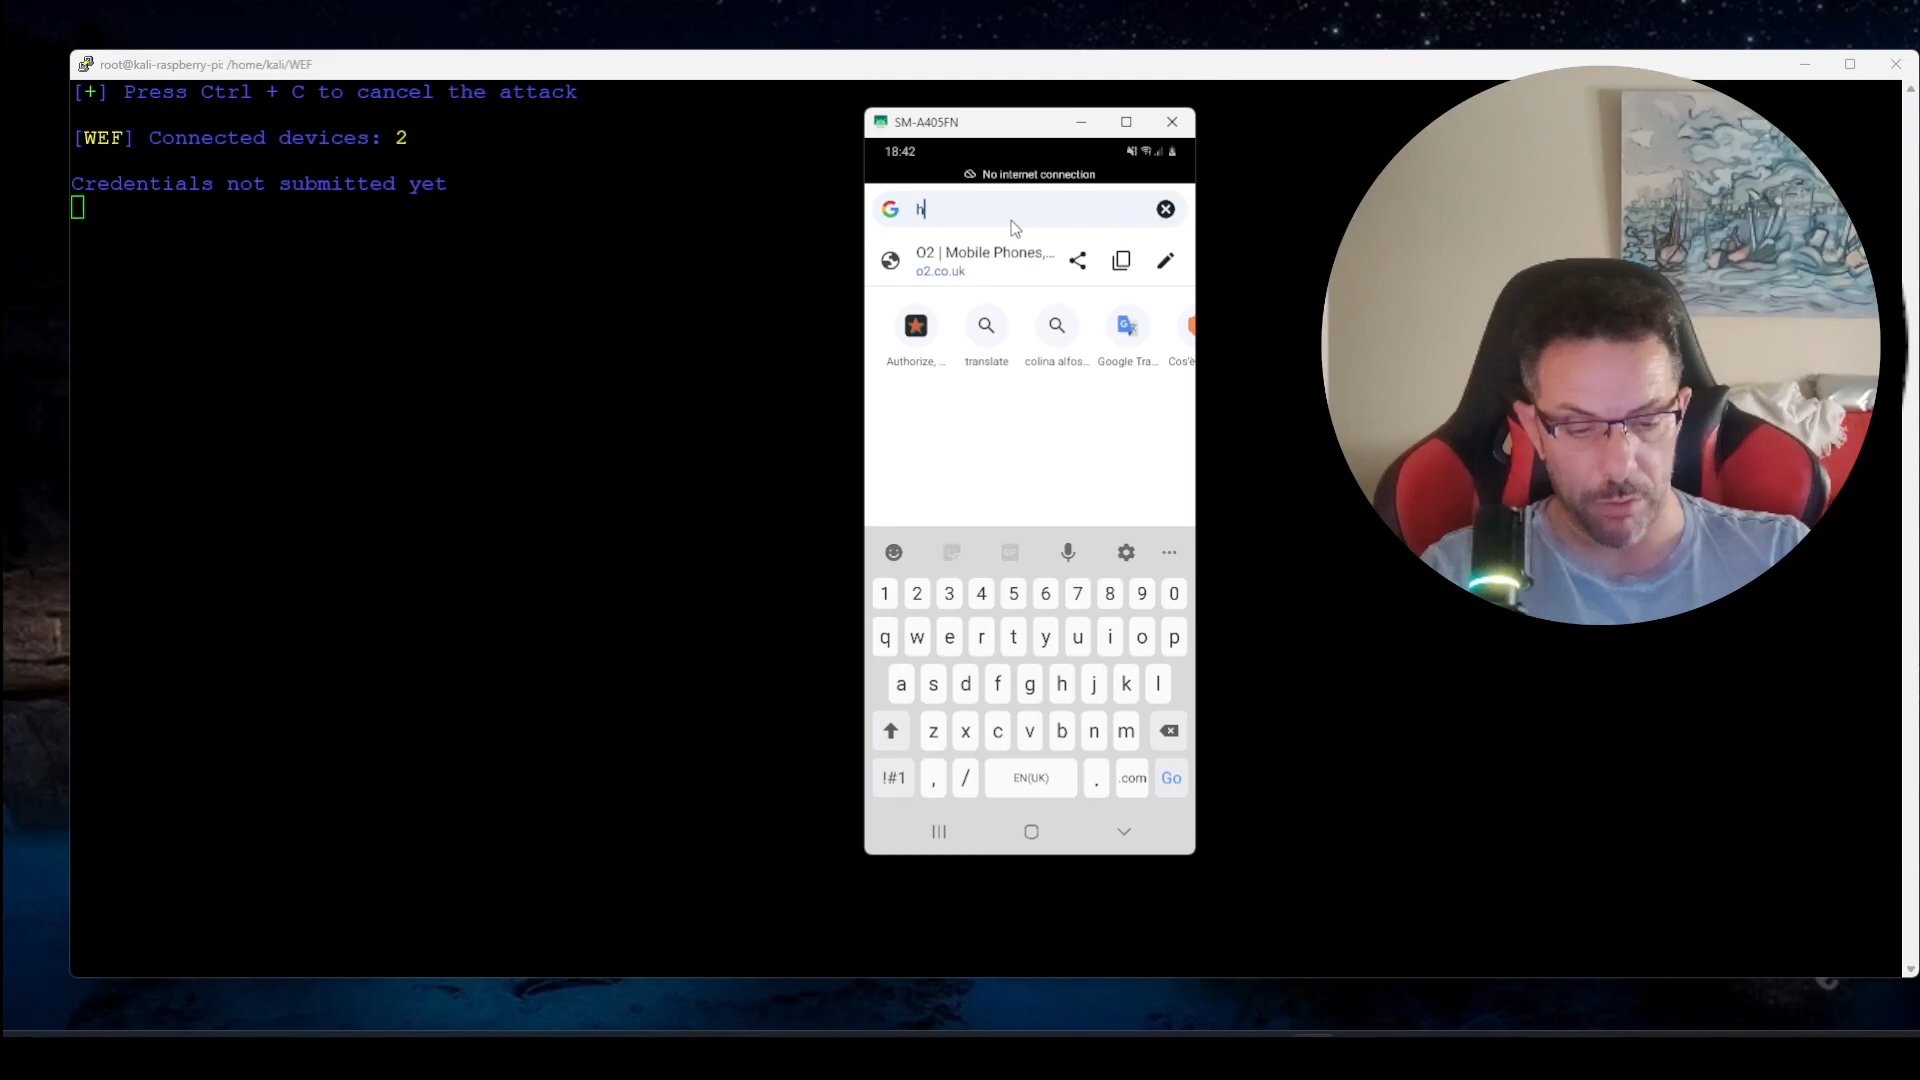 root@kali-raspberry-pi: /home/kali/WEF
[+] Press Ctrl + C to cancel the attack
[WEF] Connected devices: 2
Credentials not submitted yet
SM-A405FN
18:42
No internet connection
h
O2 | Mobile Phones,...
o2.co.uk
Authorize, ... translate colina alfos... Google Tra... Cos'è
GIF
1 2 3 4 5 6 7 8 9 0
q w e r t y u i o p
a s d f g h j k l
z x c v b n m
!#1 , / EN(UK) . .com Go